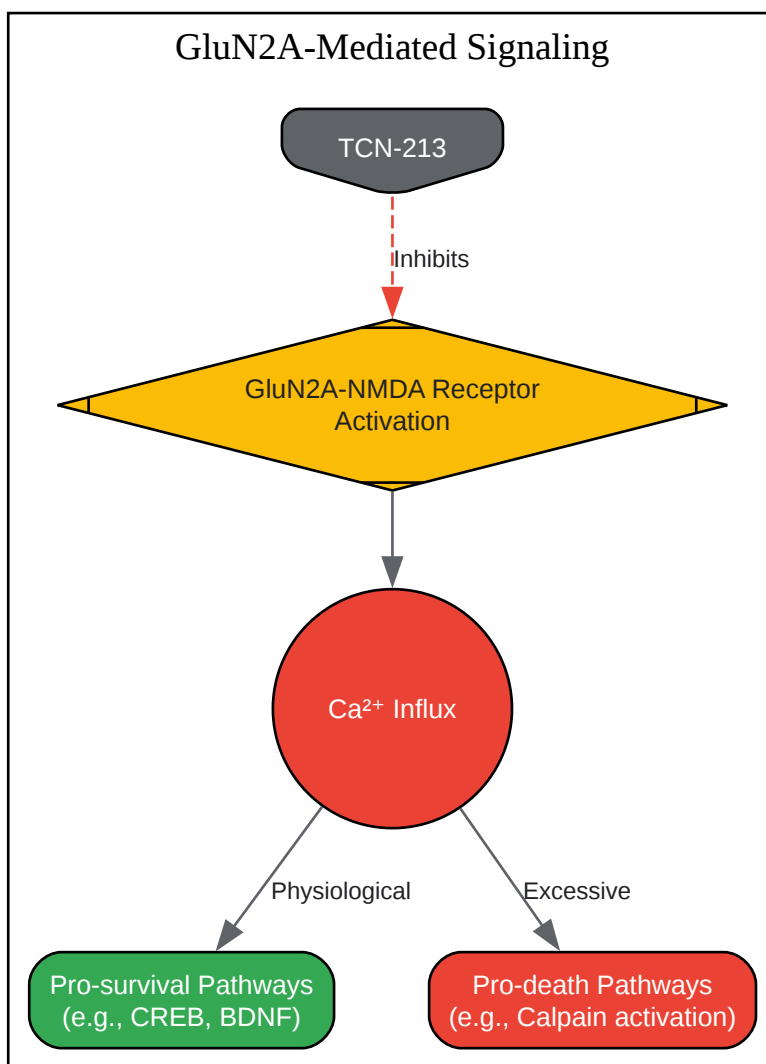 GluN2A-Mediated Signaling
TCN-213
Inhibits
GluN2A-NMDA Receptor
Activation
Ca²⁺ Influx
Physiological
Excessive
Pro-survival Pathways
(e.g., CREB, BDNF)
Pro-death Pathways
(e.g., Calpain activation)